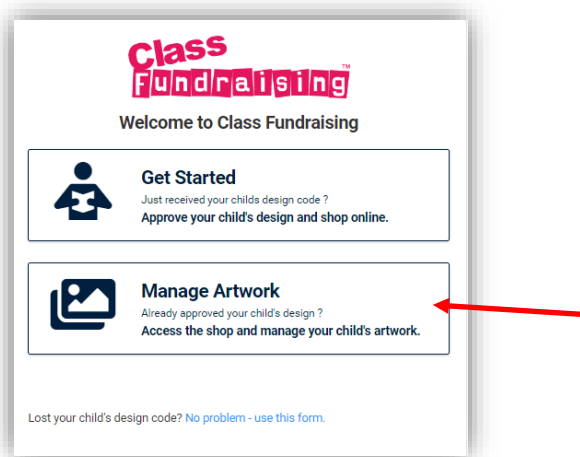 Class
Fundraising™
Welcome to Class Fundraising
Get Started
Just received your childs design code ?
Approve your child's design and shop online.
Manage Artwork
Already approved your child's design ?
Access the shop and manage your child's artwork.
Lost your child's design code? No problem - use this form.